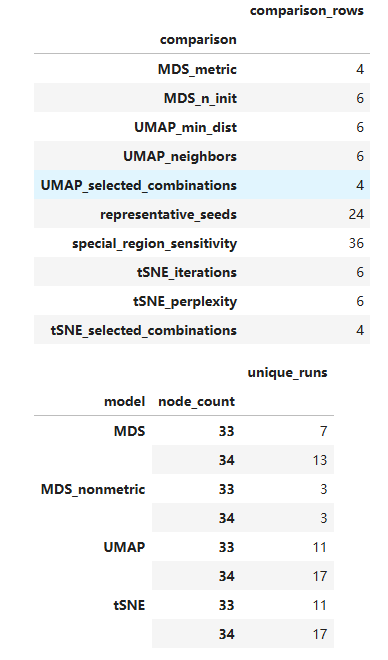 comparison_rows
comparison
MDS_metric 4
MDS_n_init 6
UMAP_min_dist 6
UMAP_neighbors 6
UMAP_selected_combinations 4
representative_seeds 24
special_region_sensitivity 36
tSNE_iterations 6
tSNE_perplexity 6
tSNE_selected_combinations 4
unique_runs
model node_count
MDS 33 7
34 13
MDS_nonmetric 33 3
34 3
UMAP 33 11
34 17
tSNE 33 11
34 17